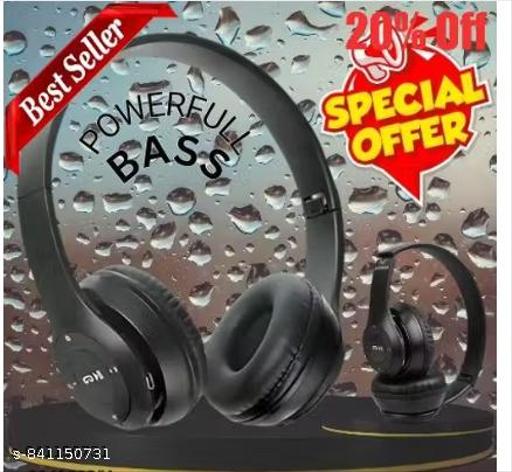 Best Seller
20% Off
SPECIAL
OFFER
POWERFULL
BASS
s-841150731